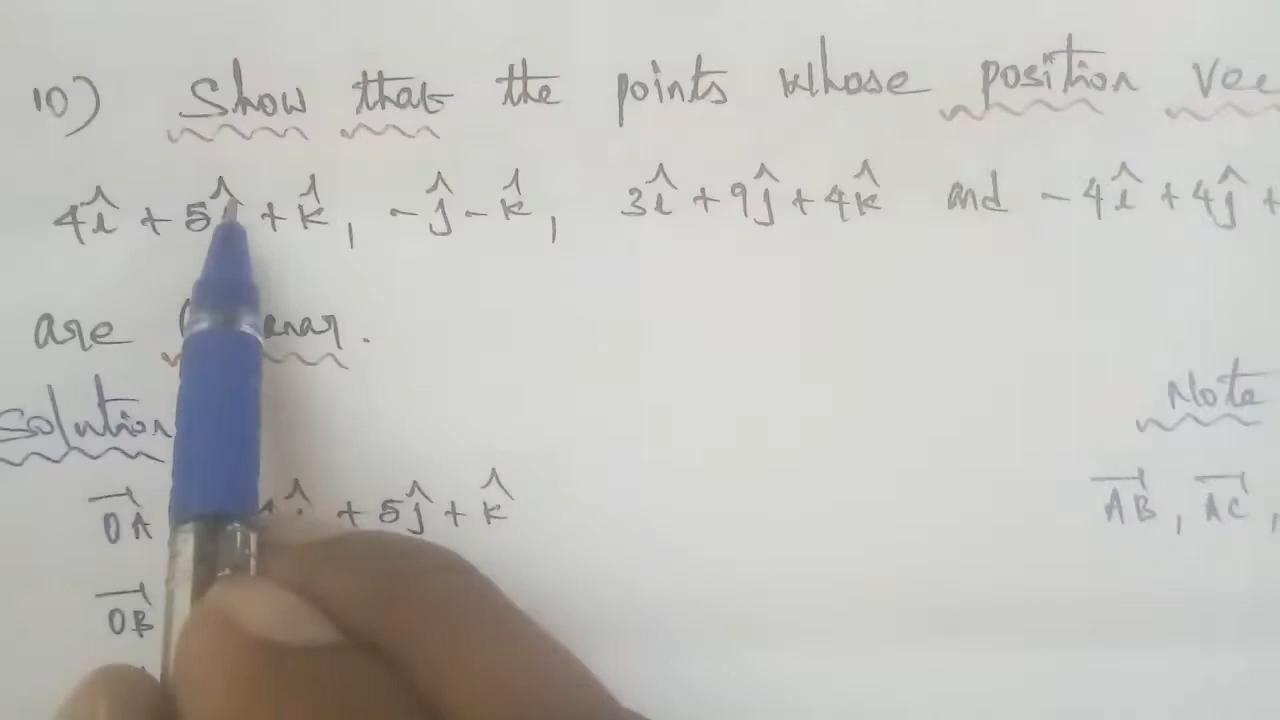 10) Show that the points whose position Vec
4î + 5ĵ + k̂, -ĵ - k̂, 3î + 9ĵ + 4k̂ and -4î + 4ĵ +
are
Solution
Note
OA + 5ĵ + k̂
AB, AC,
OB